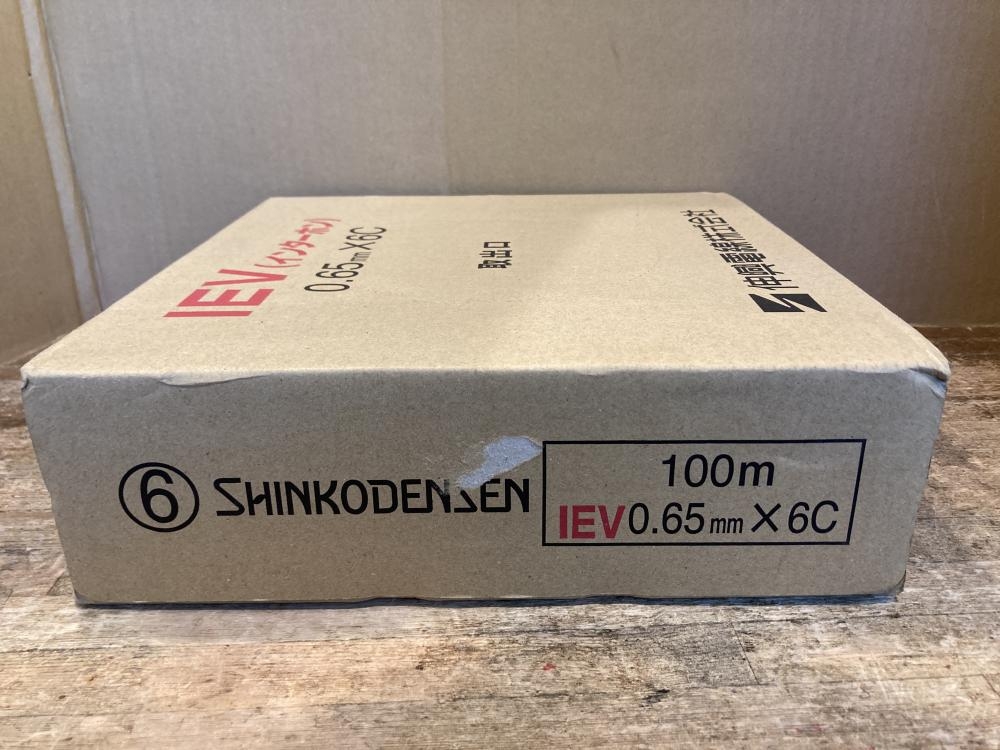 IEV(インターホン)
0.65mm×6C
取出口
伸興電線株式会社
⑥ SHINKODENSEN
100m
IEV0.65mm×6C